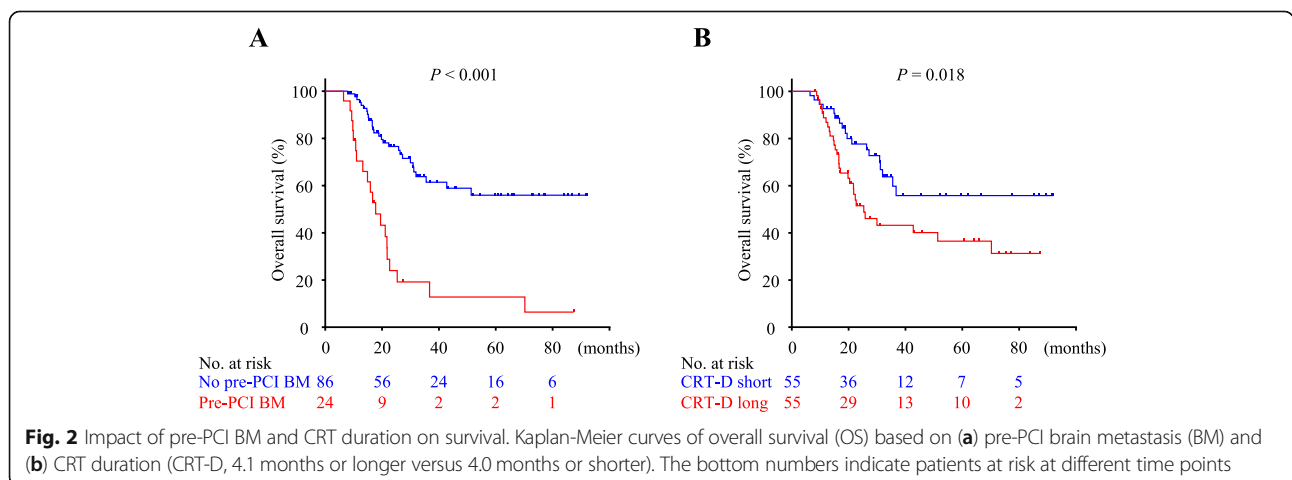 A
P < 0.001
Overall survival (%)
100
80
60
40
20
0
0 20 40 60 80 (months)
No. at risk
No pre-PCI BM 86 56 24 16 6
Pre-PCI BM 24 9 2 2 1
B
P = 0.018
Overall survival (%)
100
80
60
40
20
0
0 20 40 60 80 (months)
No. at risk
CRT-D short 55 36 12 7 5
CRT-D long 55 29 13 10 2
Fig. 2 Impact of pre-PCI BM and CRT duration on survival. Kaplan-Meier curves of overall survival (OS) based on (a) pre-PCI brain metastasis (BM) and
(b) CRT duration (CRT-D, 4.1 months or longer versus 4.0 months or shorter). The bottom numbers indicate patients at risk at different time points